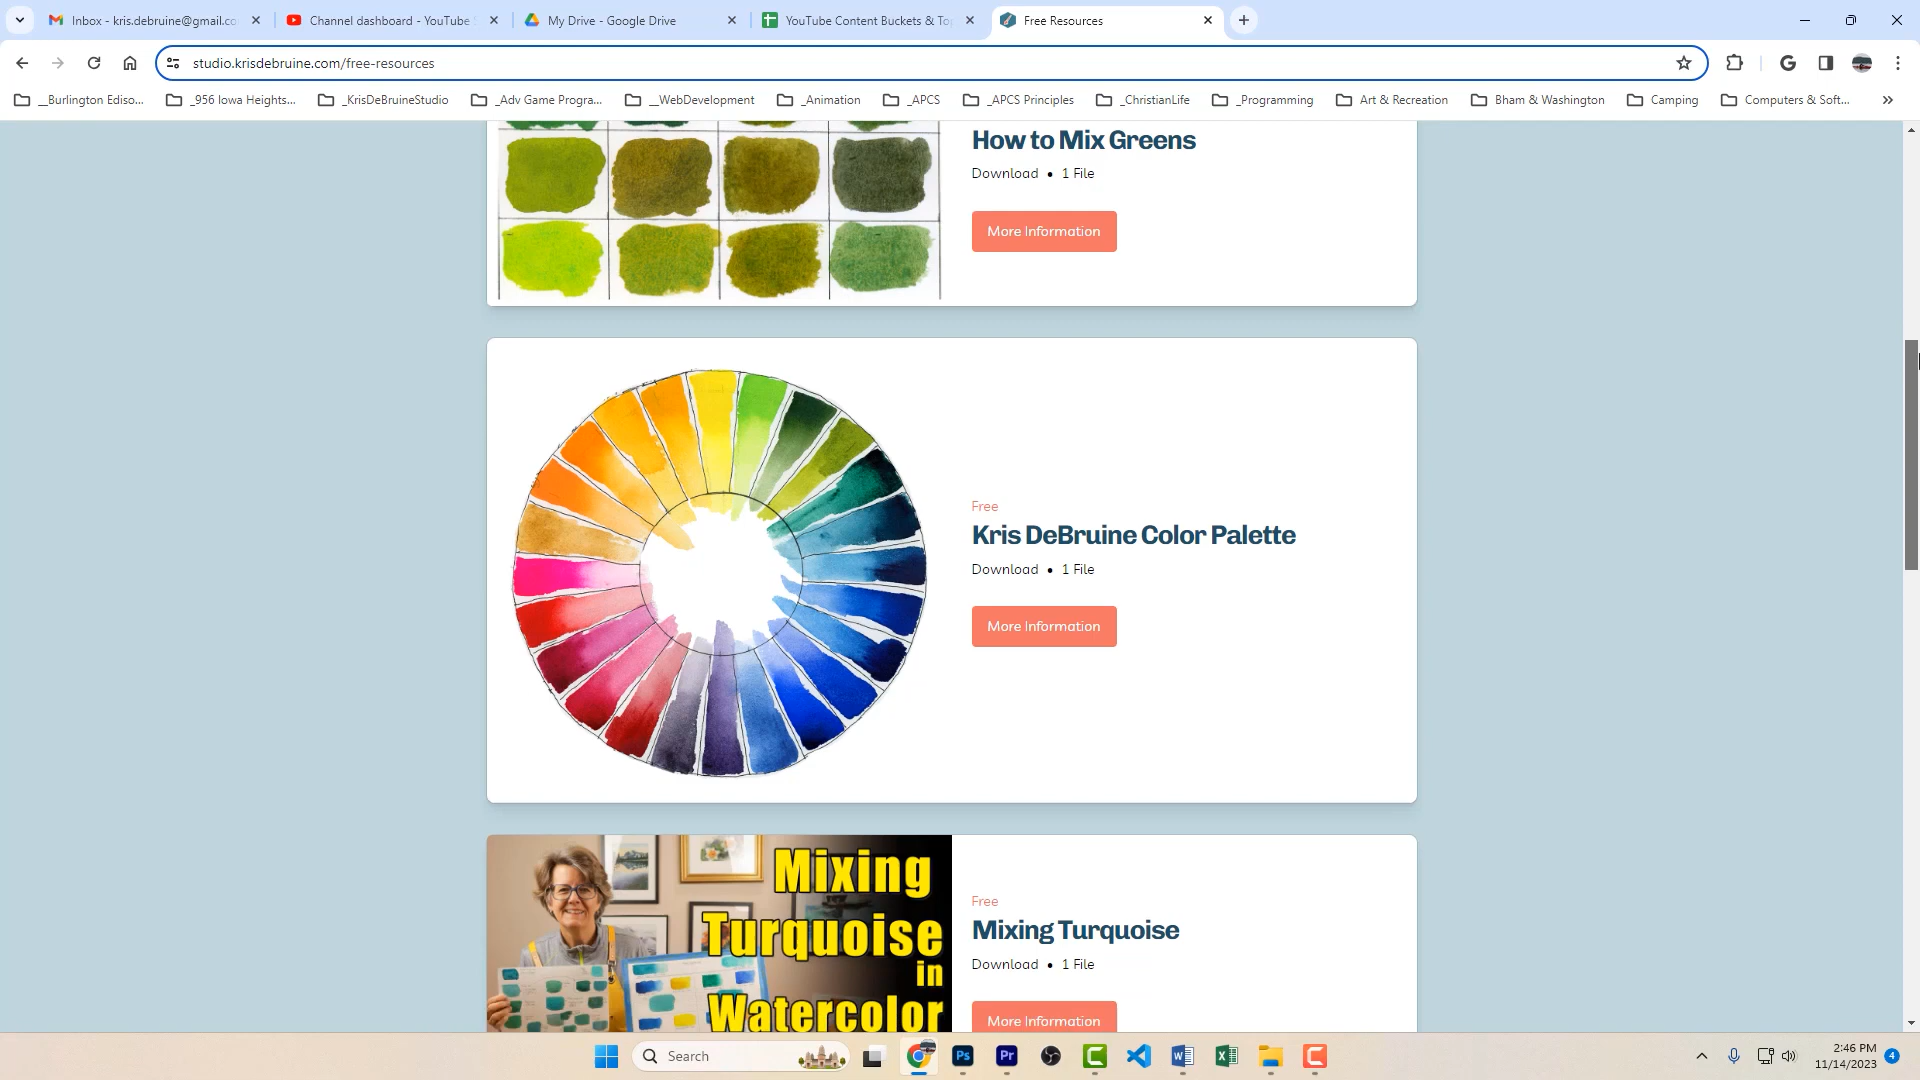 Inbox - kris.debruine@gmail.co
Channel dashboard - YouTube S
My Drive - Google Drive
YouTube Content Buckets & To
Free Resources
studio.krisdebruine.com/free-resources
__Burlington Ediso...
_956 Iowa Heights...
_KrisDeBruineStudio
_Adv Game Progra...
__WebDevelopment
_Animation
_APCS
_APCS Principles
_ChristianLife
_Programming
Art & Recreation
Bham & Washington
Camping
Computers & Soft...
How to Mix Greens
Download • 1 File
More Information
Free
Kris DeBruine Color Palette
Download • 1 File
More Information
Mixing
Turquoise
in
Watercolor
Free
Mixing Turquoise
Download • 1 File
More Information
Search
Ps
Pr
2:46 PM
11/14/2023
4